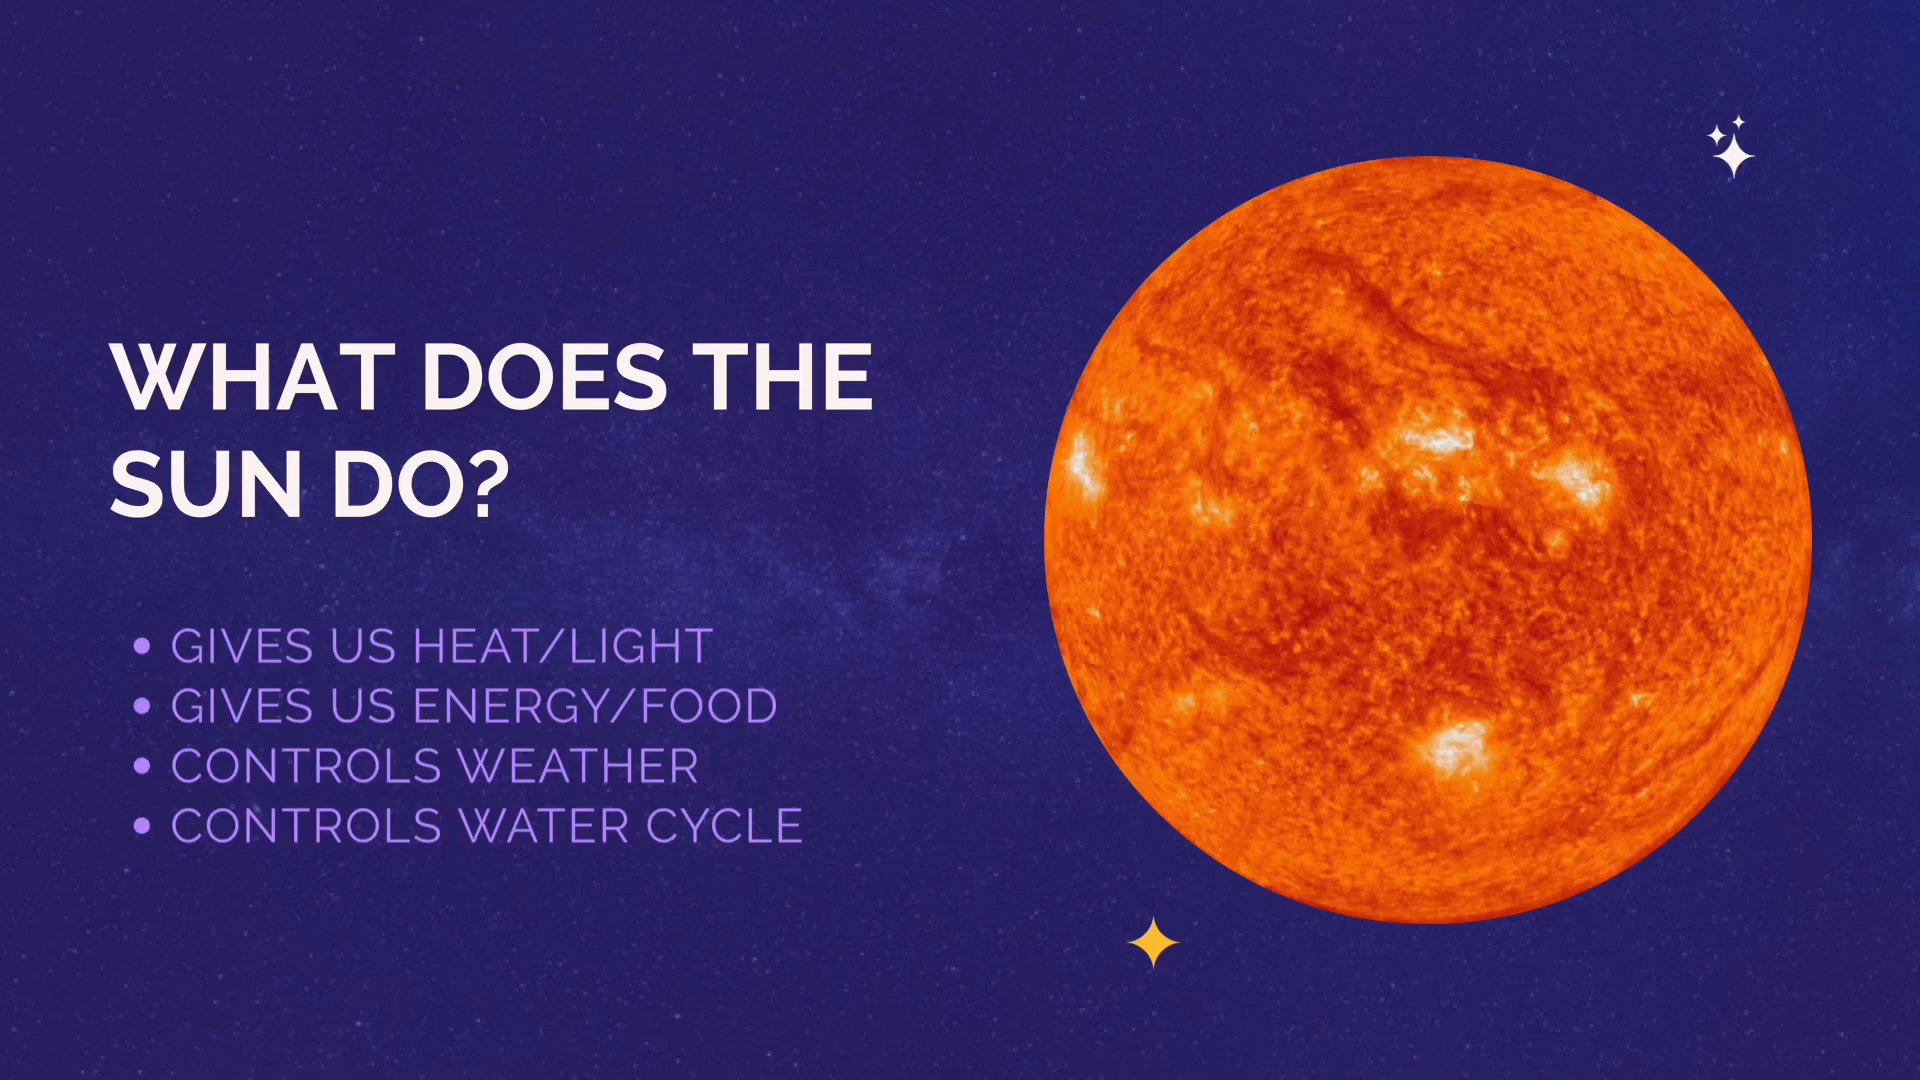 WHAT DOES THE
SUN DO?
• GIVES US HEAT/LIGHT
• GIVES US ENERGY/FOOD
• CONTROLS WEATHER
• CONTROLS WATER CYCLE